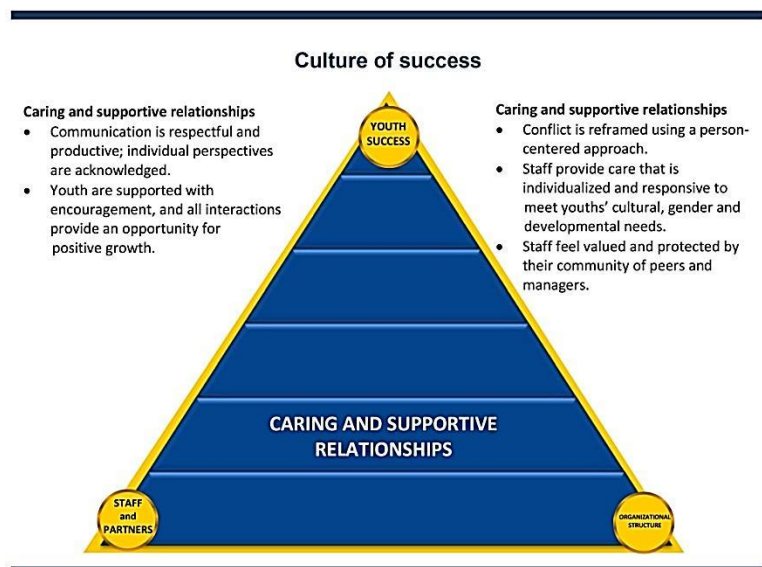 Culture of success
Caring and supportive relationships
• Communication is respectful and
productive; individual perspectives
are acknowledged.
• Youth are supported with
encouragement, and all interactions
provide an opportunity for
positive growth.
Caring and supportive relationships
• Conflict is reframed using a person-
centered approach.
• Staff provide care that is
individualized and responsive to
meet youths’ cultural, gender and
developmental needs.
• Staff feel valued and protected by
their community of peers and
managers.
YOUTH
SUCCESS
CARING AND SUPPORTIVE
RELATIONSHIPS
STAFF
and
PARTNERS
ORGANIZATIONAL
STRUCTURE